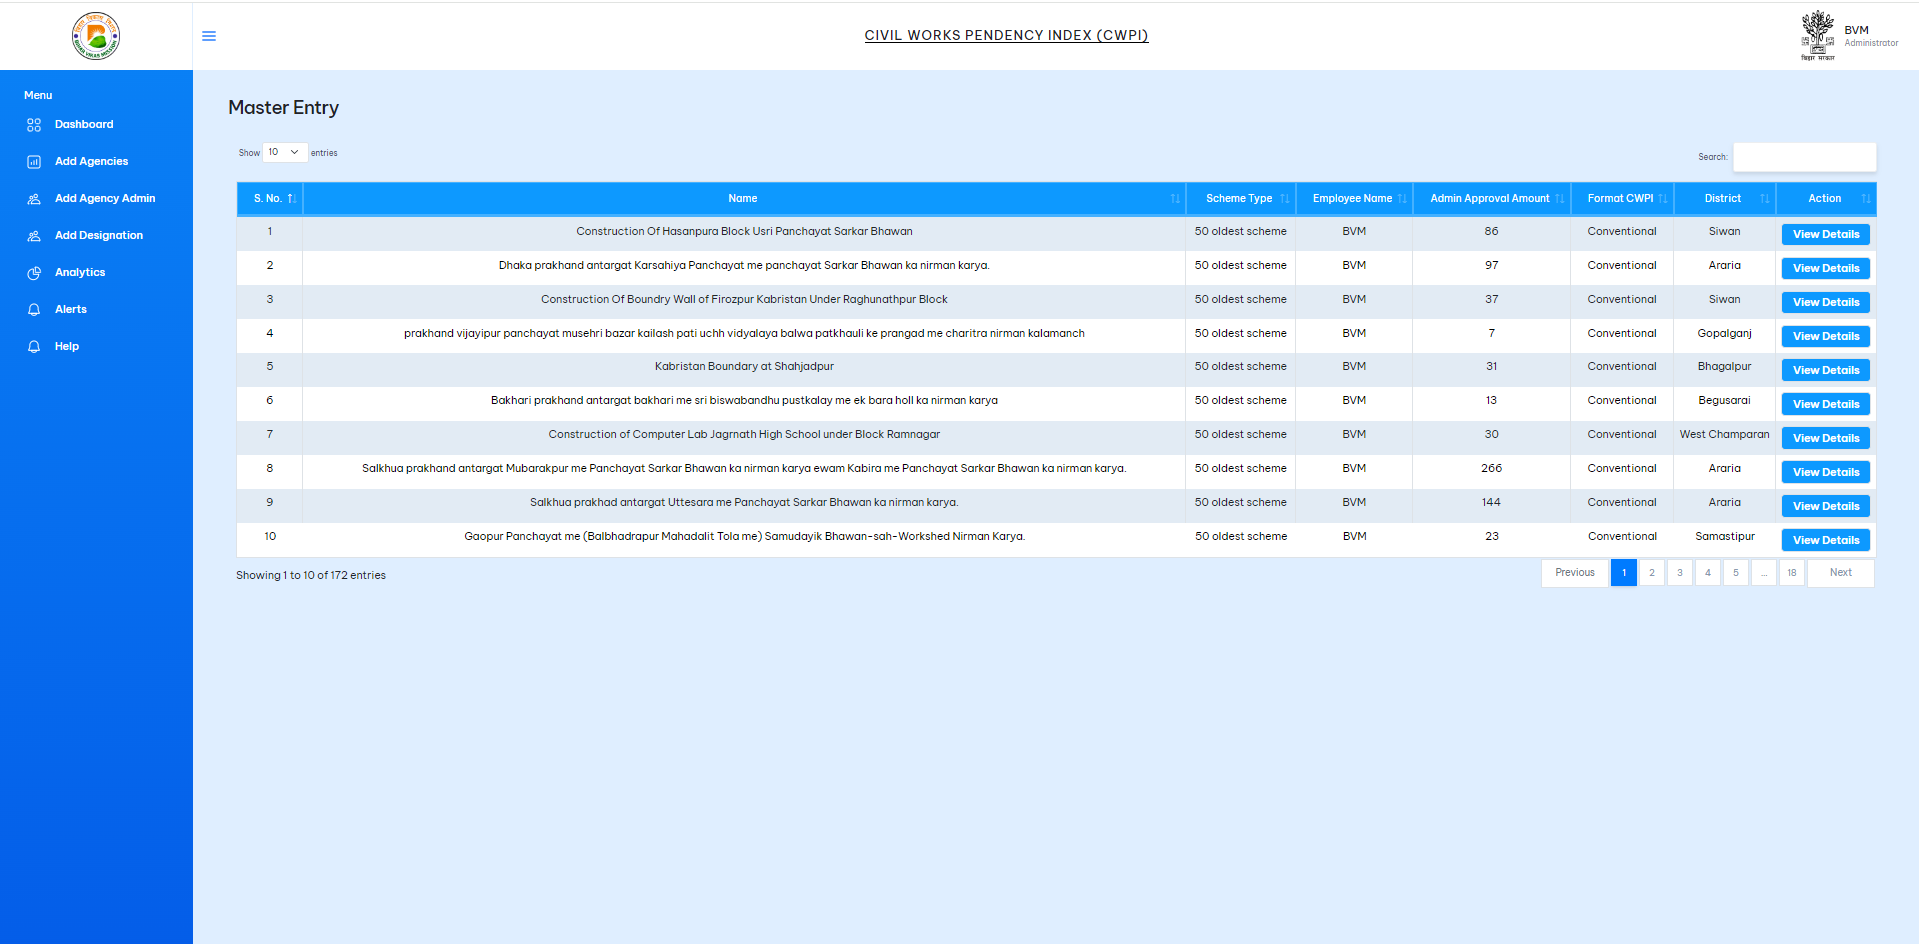 CIVIL WORKS PENDENCY INDEX (CWPI)
BVM
Administrator
बिहार सरकार
Menu
Dashboard
Add Agencies
Add Agency Admin
Add Designation
Analytics
Alerts
Help
Master Entry
Show 10 entries
Search:
S. No. Name Scheme Type Employee Name Admin Approval Amount Format CWPI District Action
1 Construction Of Hasanpura Block Usri Panchayat Sarkar Bhawan 50 oldest scheme BVM 86 Conventional Siwan View Details
2 Dhaka prakhand antargat Karsahiya Panchayat me panchayat Sarkar Bhawan ka nirman karya. 50 oldest scheme BVM 97 Conventional Araria View Details
3 Construction Of Boundry Wall of Firozpur Kabristan Under Raghunathpur Block 50 oldest scheme BVM 37 Conventional Siwan View Details
4 prakhand vijayipur panchayat musehri bazar kailash pati uchh vidyalaya balwa patkhauli ke prangad me charitra nirman kalamanch 50 oldest scheme BVM 7 Conventional Gopalganj View Details
5 Kabristan Boundary at Shahjadpur 50 oldest scheme BVM 31 Conventional Bhagalpur View Details
6 Bakhari prakhand antargat bakhari me sri biswabandhu pustkalay me ek bara holl ka nirman karya 50 oldest scheme BVM 13 Conventional Begusarai View Details
7 Construction of Computer Lab Jagrnath High School under Block Ramnagar 50 oldest scheme BVM 30 Conventional West Champaran View Details
8 Salkhua prakhand antargat Mubarakpur me Panchayat Sarkar Bhawan ka nirman karya ewam Kabira me Panchayat Sarkar Bhawan ka nirman karya. 50 oldest scheme BVM 266 Conventional Araria View Details
9 Salkhua prakhad antargat Uttesara me Panchayat Sarkar Bhawan ka nirman karya. 50 oldest scheme BVM 144 Conventional Araria View Details
10 Gaopur Panchayat me (Balbhadrapur Mahadalit Tola me) Samudayik Bhawan-sah-Workshed Nirman Karya. 50 oldest scheme BVM 23 Conventional Samastipur View Details
Showing 1 to 10 of 172 entries
Previous 1 2 3 4 5 ... 18 Next